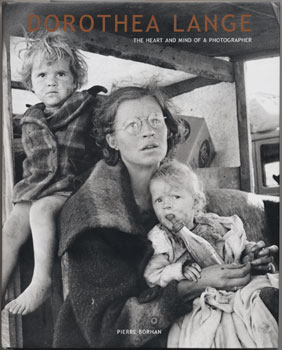 DOROTHEA LANGE
THE HEART AND MIND OF A PHOTOGRAPHER
PIERRE BORHAN